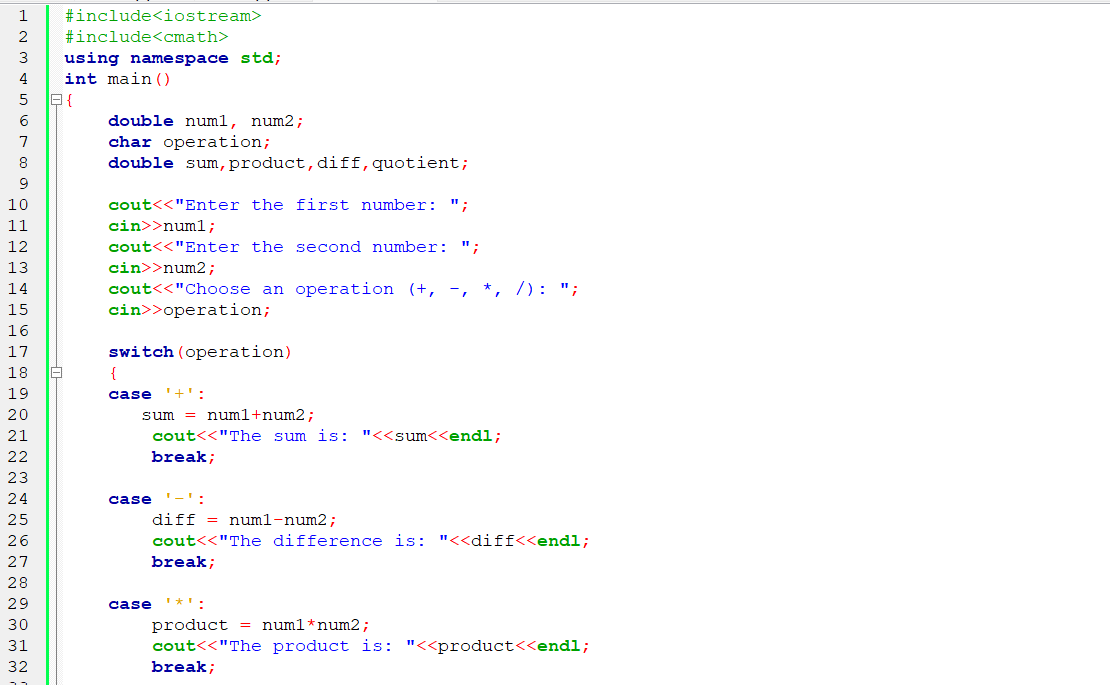 1 #include<iostream>
2 #include<cmath>
3 using namespace std;
4 int main()
5 {
6 double num1, num2;
7 char operation;
8 double sum,product,diff,quotient;
9
10 cout<<"Enter the first number: ";
11 cin>>num1;
12 cout<<"Enter the second number: ";
13 cin>>num2;
14 cout<<"Choose an operation (+, -, *, /): ";
15 cin>>operation;
16
17 switch(operation)
18 {
19 case '+':
20 sum = num1+num2;
21 cout<<"The sum is: "<<sum<<endl;
22 break;
23
24 case '-':
25 diff = num1-num2;
26 cout<<"The difference is: "<<diff<<endl;
27 break;
28
29 case '*':
30 product = num1*num2;
31 cout<<"The product is: "<<product<<endl;
32 break;